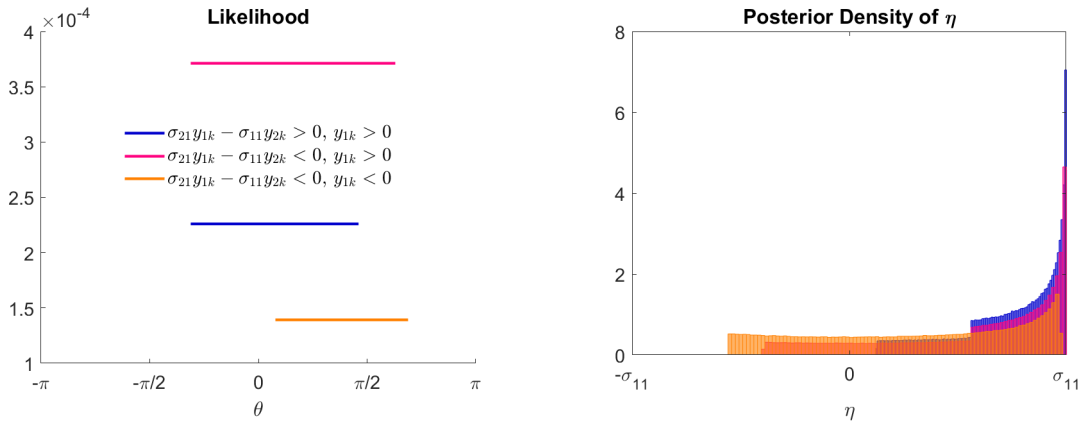 Likelihood
×10⁻⁴
4
3.5
3
2.5
2
1.5
1
σ₂₁y₁ₖ − σ₁₁y₂ₖ > 0, y₁ₖ > 0
σ₂₁y₁ₖ − σ₁₁y₂ₖ < 0, y₁ₖ > 0
σ₂₁y₁ₖ − σ₁₁y₂ₖ < 0, y₁ₖ < 0
-π -π/2 0 π/2 π
θ
Posterior Density of η
8
6
4
2
0
-σ₁₁ 0 σ₁₁
η